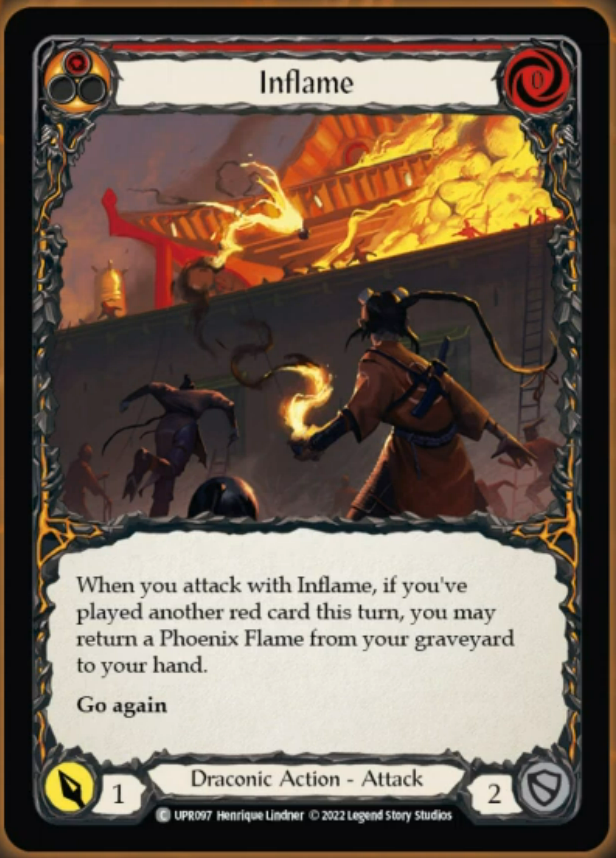 Inflame
0
When you attack with Inflame, if you've
played another red card this turn, you may
return a Phoenix Flame from your graveyard
to your hand.
Go again
1
Draconic Action - Attack
2
C UPR097 Henrique Lindner © 2022 Legend Story Studios